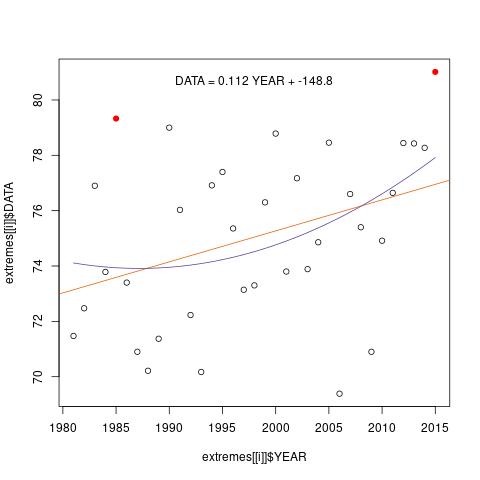 DATA = 0.112 YEAR + -148.8
80
78
76
74
72
70
extremes[[i]]$DATA
1980 1985 1990 1995 2000 2005 2010 2015
extremes[[i]]$YEAR